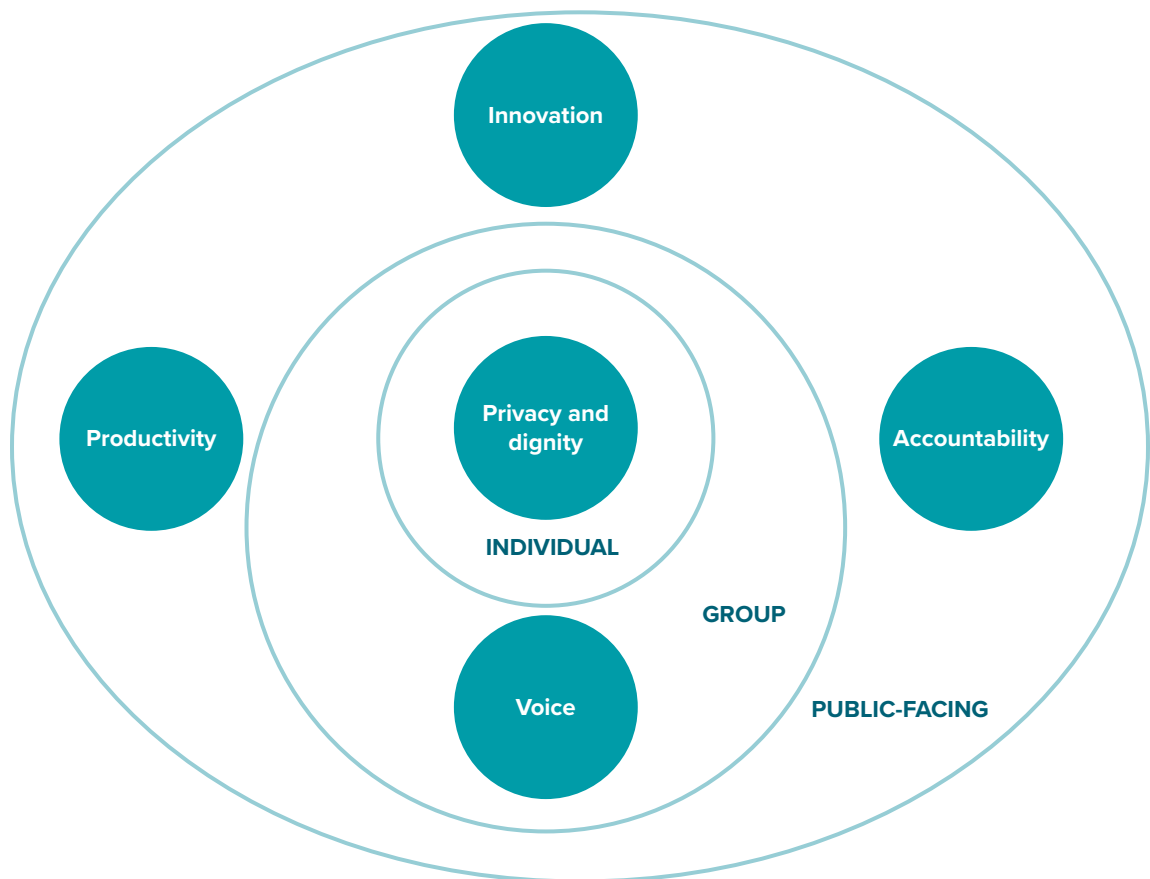 Innovation
Productivity
Privacy and
dignity
Accountability
INDIVIDUAL
GROUP
Voice
PUBLIC-FACING